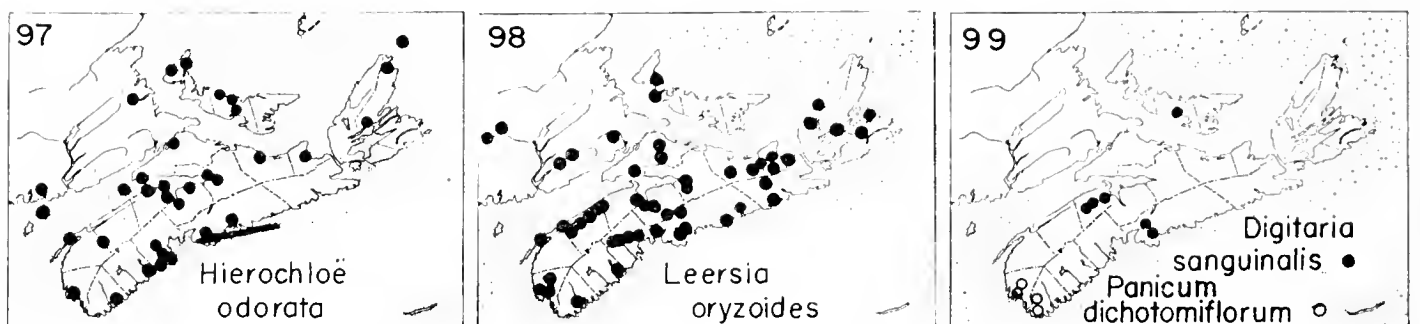 97
Hierochloë
odorata
98
Leersia
oryzoides
99
Digitaria
sanguinalis ●
Panicum
dichotomiflorum ○